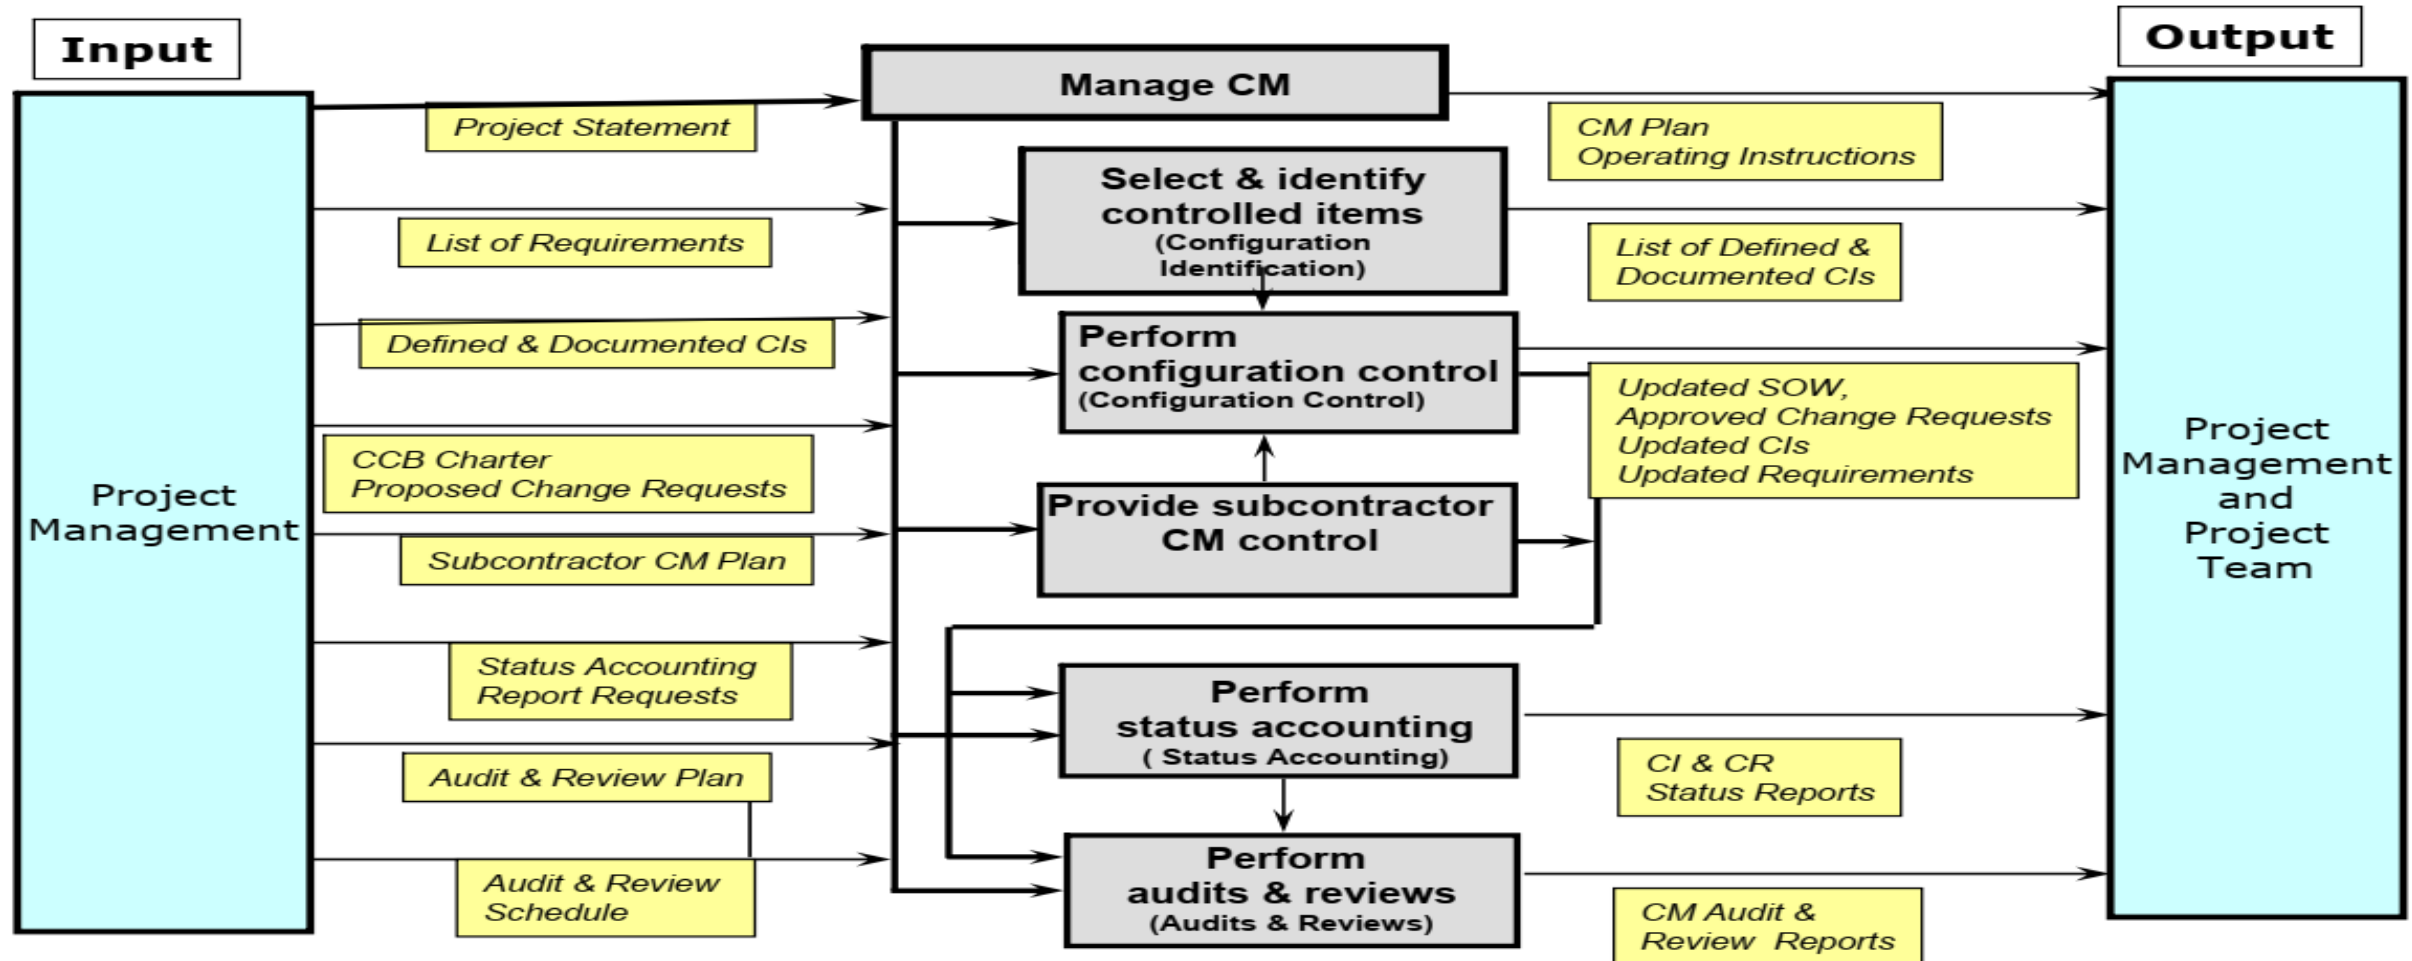 Input
Output
Manage CM
Project Statement
CM Plan
Operating Instructions
Select & identify
controlled items
(Configuration
Identification)
List of Requirements
List of Defined &
Documented CIs
Defined & Documented CIs
Perform
configuration control
(Configuration Control)
Updated SOW,
Approved Change Requests
Updated CIs
Updated Requirements
CCB Charter
Proposed Change Requests
Project
Management
Project
Management
and
Project
Team
Provide subcontractor
CM control
Subcontractor CM Plan
Status Accounting
Report Requests
Perform
status accounting
( Status Accounting)
Audit & Review Plan
CI & CR
Status Reports
Audit & Review
Schedule
Perform
audits & reviews
(Audits & Reviews)
CM Audit &
Review  Reports